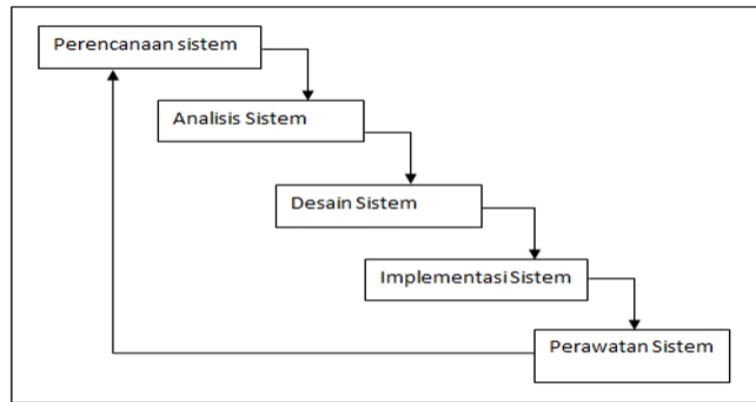 Perencanaan sistem
Analisis Sistem
Desain Sistem
Implementasi Sistem
Perawatan Sistem